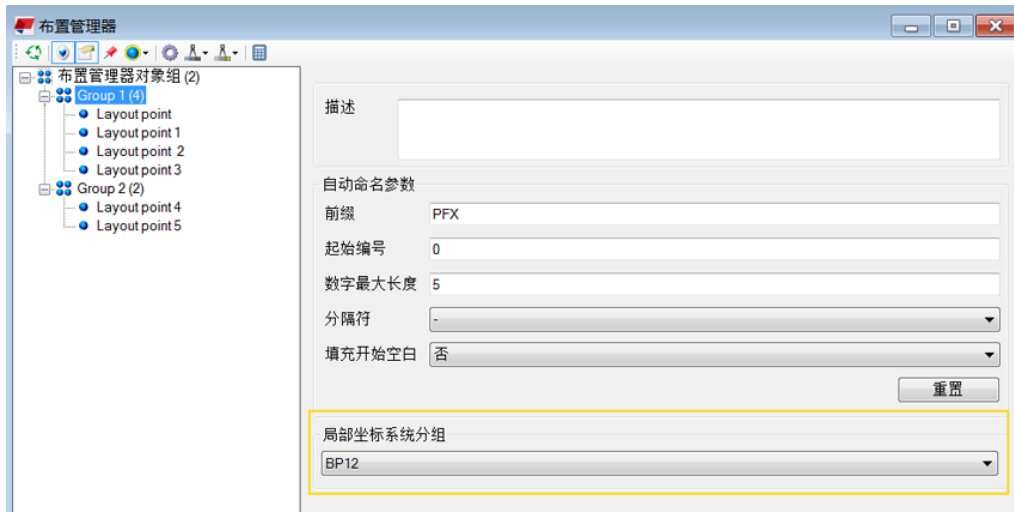 布置管理器
布置管理器对象组 (2)
Group 1 (4)
Layout point
Layout point 1
Layout point 2
Layout point 3
Group 2 (2)
Layout point 4
Layout point 5
描述
自动命名参数
前缀 PFX
起始编号 0
数字最大长度 5
分隔符 -
填充开始空白 否
重置
局部坐标系统分组
BP12